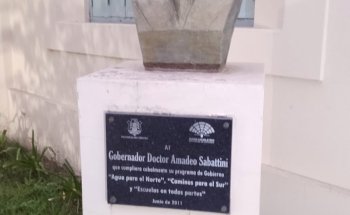 Al
Gobernador Doctor Amadeo Sabattini
que cumpliera cabalmente su programa de Gobierno
"Agua para el Norte", "Caminos para el Sur"
y "Escuelas en todas partes"
Junio de 2011